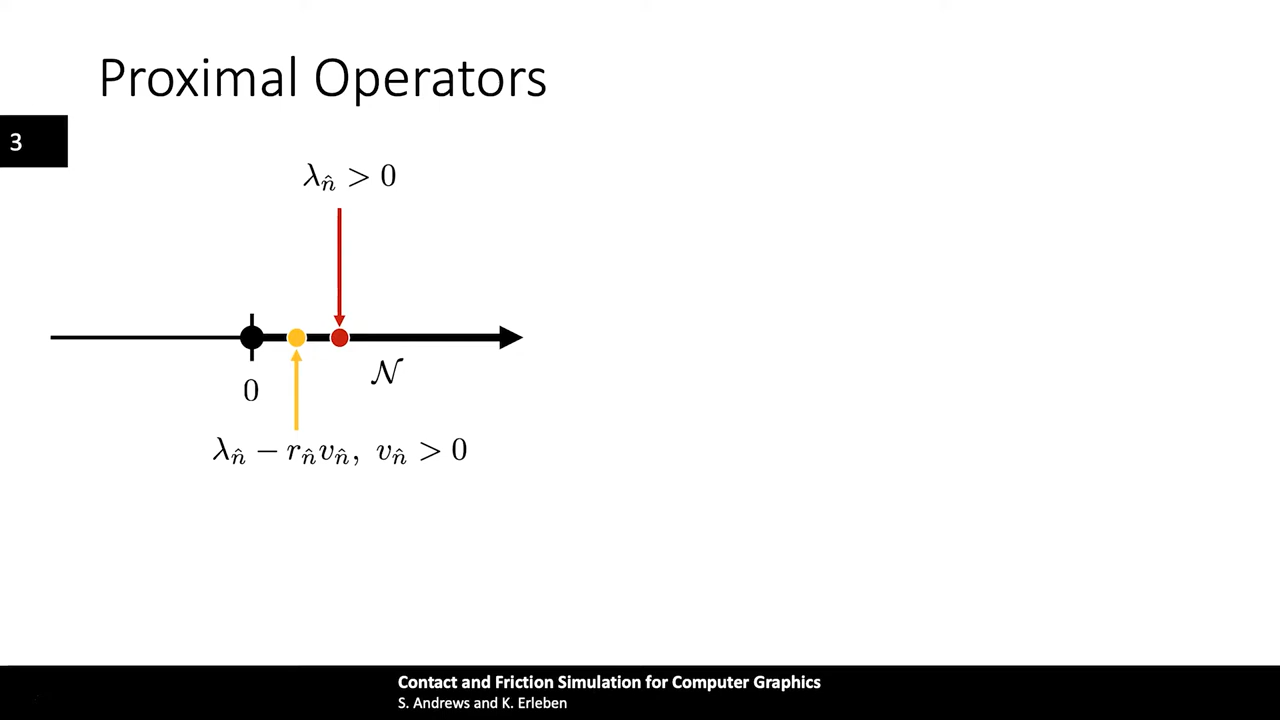 Proximal Operators
3
λ_n̂ > 0
0
𝒩
λ_n̂ − r_n̂ v_n̂, v_n̂ > 0
Contact and Friction Simulation for Computer Graphics
S. Andrews and K. Erleben